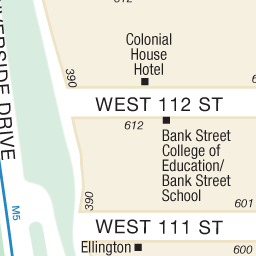 612
Colonial
House
Hotel
390
WEST 112 ST
612
Bank Street
College of
Education/
Bank Street
School
390
601
WEST 111 ST
Ellington
600
RIVERSIDE DRIVE
M5